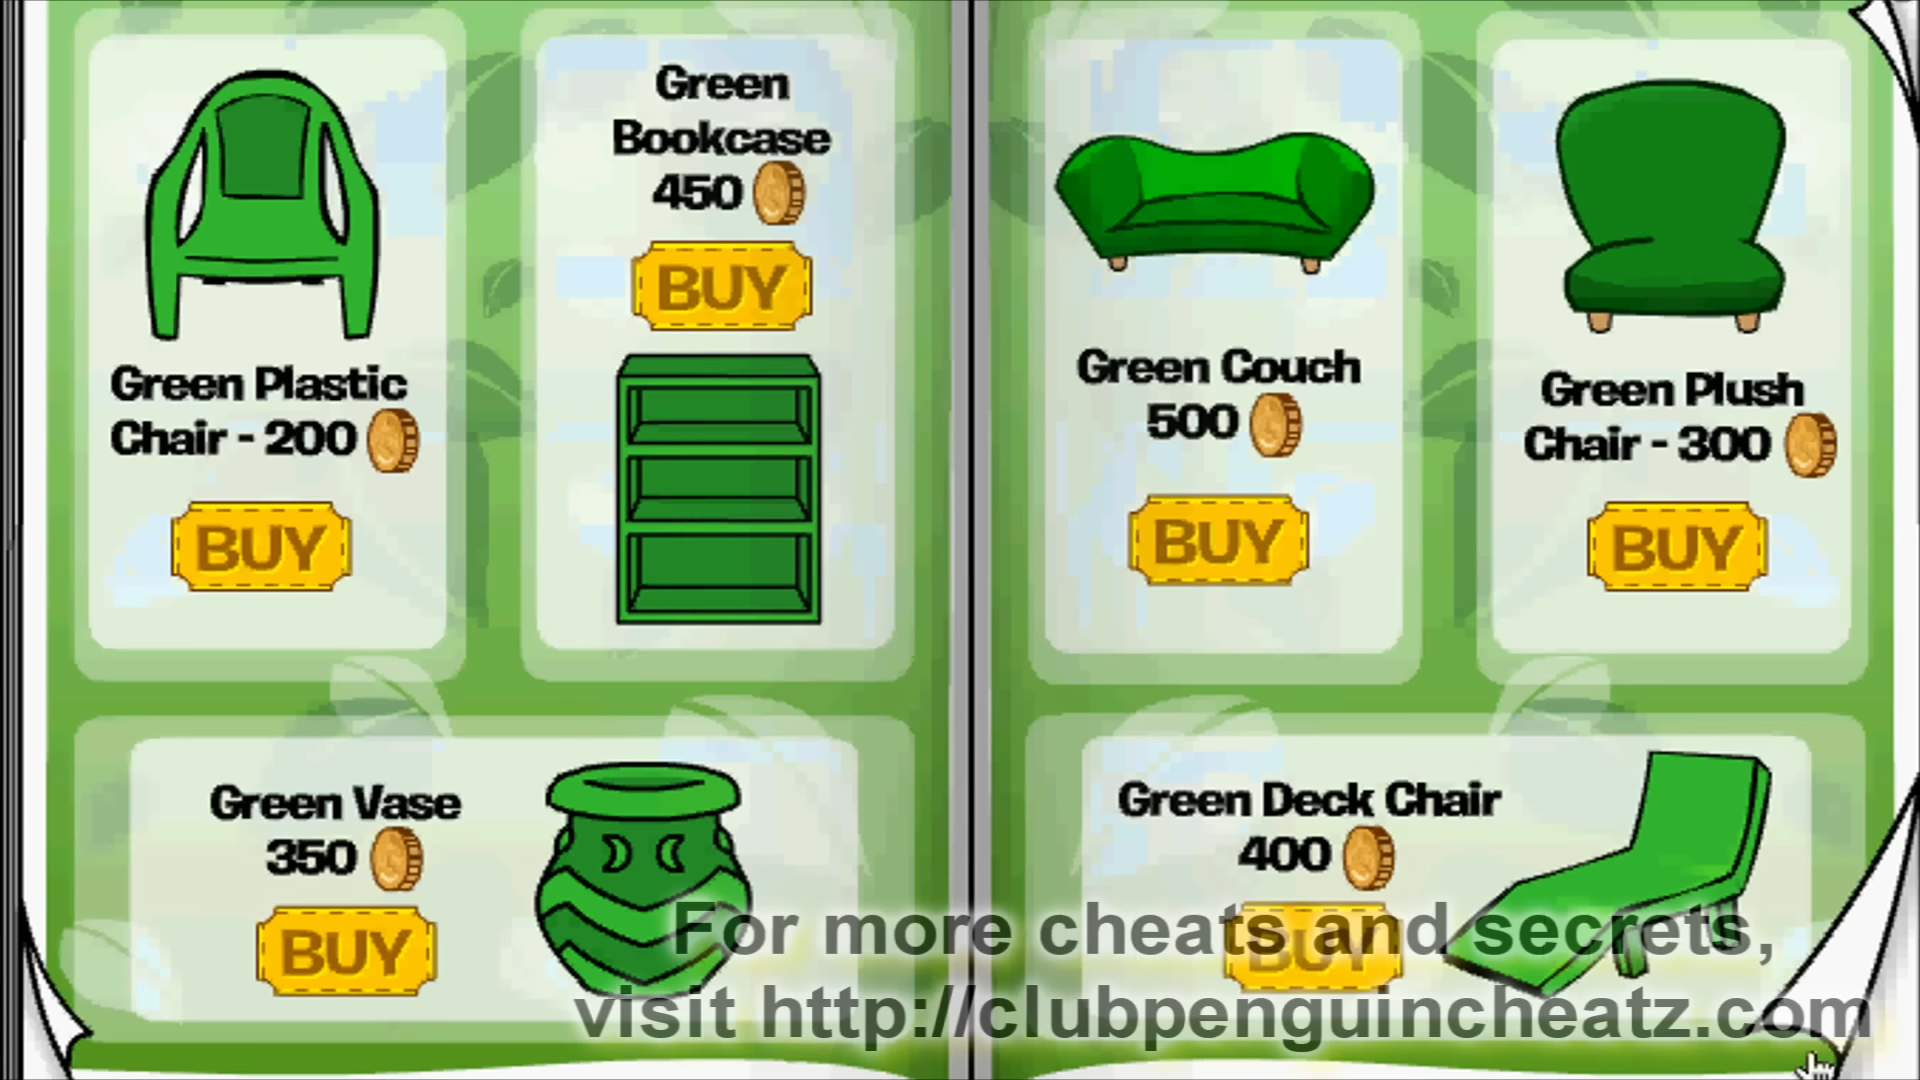 Green Plastic
Chair - 200
BUY
Green
Bookcase
450
BUY
Green Couch
500
BUY
Green Plush
Chair - 300
BUY
Green Vase
350
BUY
Green Deck Chair
400
BUY
For more cheats and secrets,
visit http://clubpenguincheatz.com